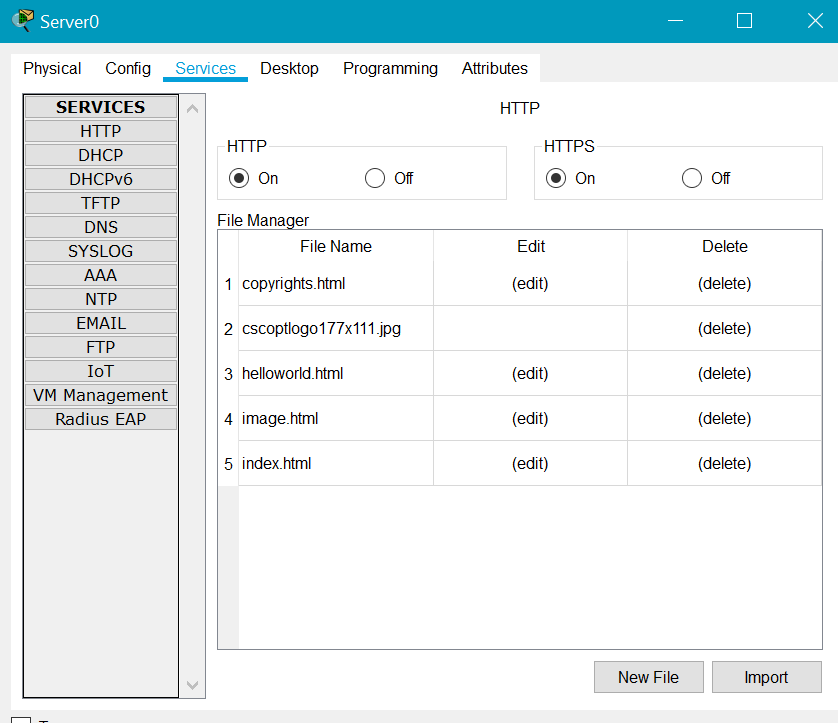 Server0
Physical Config Services Desktop Programming Attributes
SERVICES
HTTP
DHCP
DHCPv6
TFTP
DNS
SYSLOG
AAA
NTP
EMAIL
FTP
IoT
VM Management
Radius EAP
HTTP
HTTP
On Off
HTTPS
On Off
File Manager
File Name Edit Delete
1 copyrights.html (edit) (delete)
2 cscoptlogo177x111.jpg (delete)
3 helloworld.html (edit) (delete)
4 image.html (edit) (delete)
5 index.html (edit) (delete)
New File Import